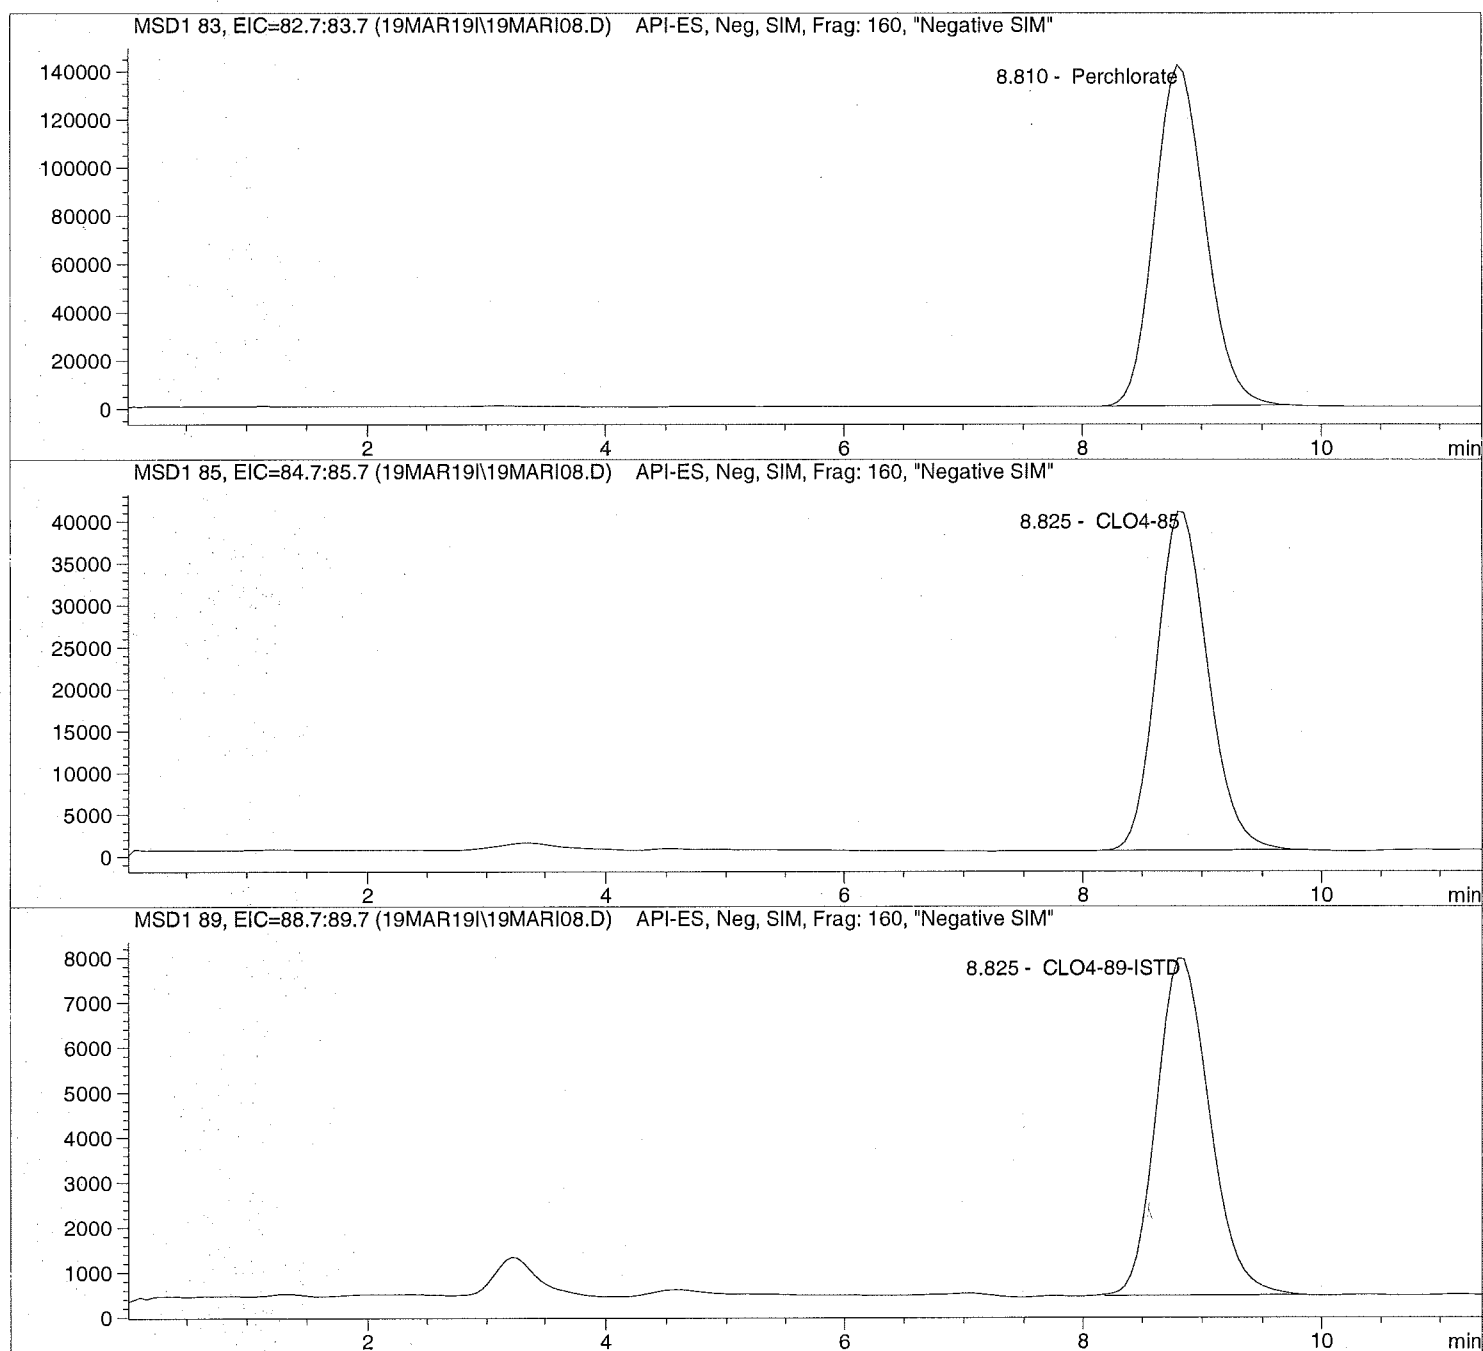 MSD1 83, EIC=82.7:83.7 (19MAR19I\19MARI08.D) API-ES, Neg, SIM, Frag: 160, "Negative SIM"
8.810 - Perchlorate
140000
120000
100000
80000
60000
40000
20000
0
2 4 6 8 10 min
MSD1 85, EIC=84.7:85.7 (19MAR19I\19MARI08.D) API-ES, Neg, SIM, Frag: 160, "Negative SIM"
8.825 - CLO4-85
40000
35000
30000
25000
20000
15000
10000
5000
0
2 4 6 8 10 min
MSD1 89, EIC=88.7:89.7 (19MAR19I\19MARI08.D) API-ES, Neg, SIM, Frag: 160, "Negative SIM"
8.825 - CLO4-89-ISTD
8000
7000
6000
5000
4000
3000
2000
1000
0
2 4 6 8 10 min